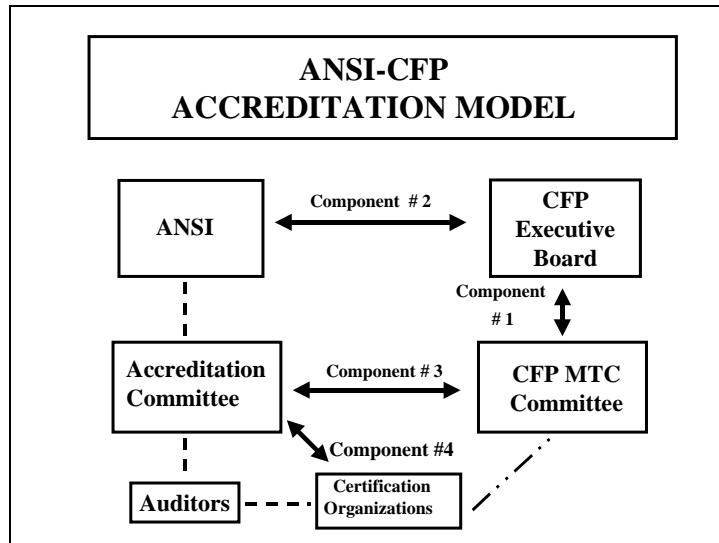 ANSI-CFP
ACCREDITATION MODEL
ANSI
Component # 2
CFP
Executive
Board
Component
# 1
Accreditation
Committee
Component # 3
CFP MTC
Committee
Component #4
Auditors
Certification
Organizations